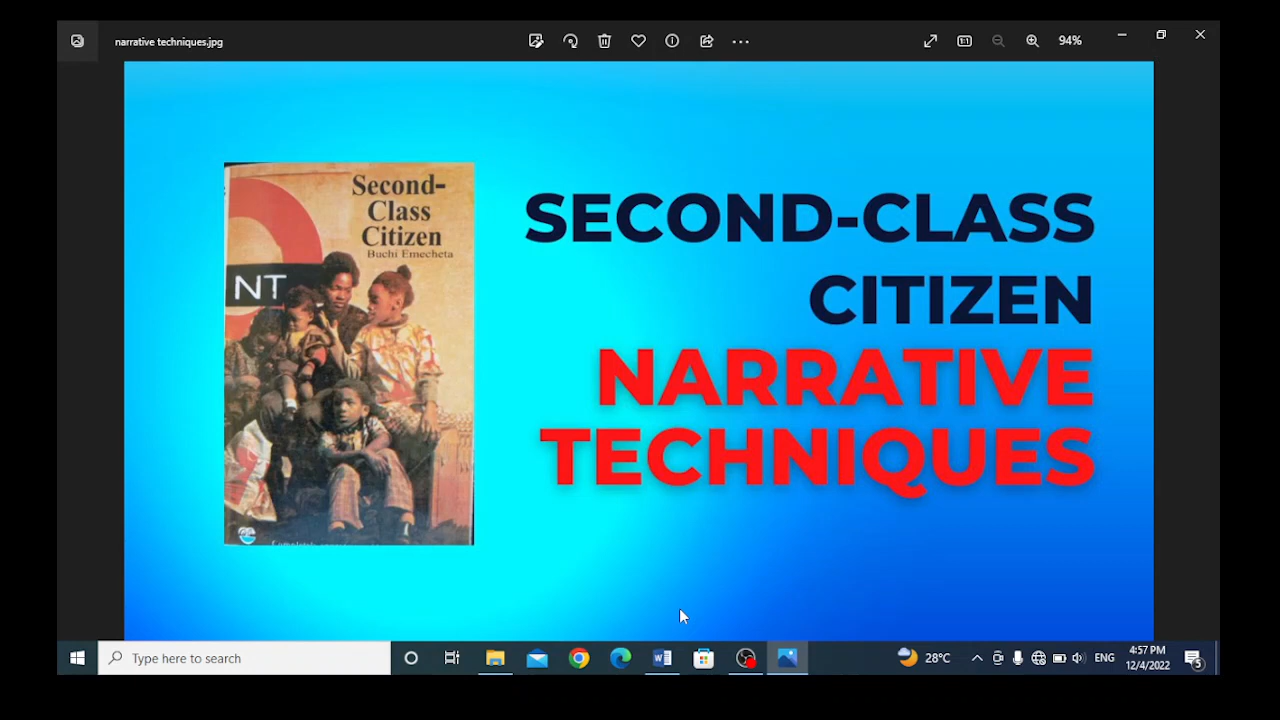 narrative techniques.jpg
94%
Second-
Class
Citizen
Buchi Emecheta
NT
SECOND-CLASS
CITIZEN
NARRATIVE
TECHNIQUES
Type here to search
28°C
ENG
4:57 PM
12/4/2022